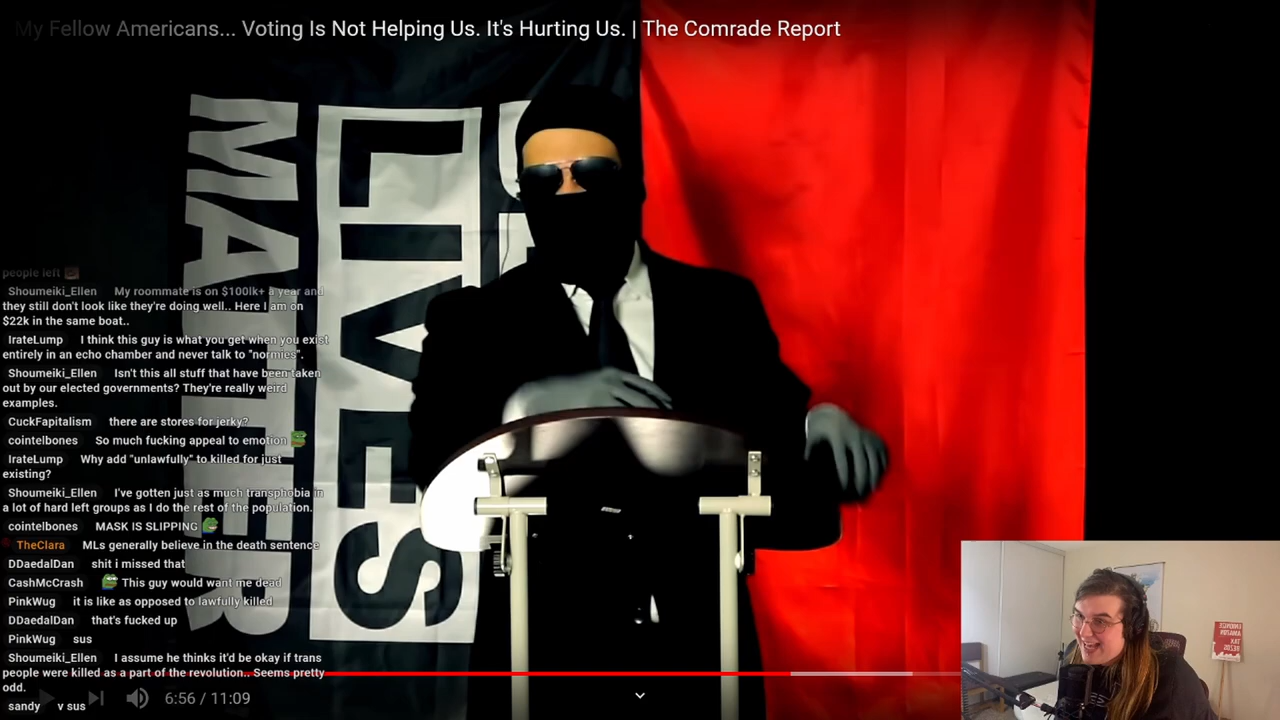 My Fellow Americans... Voting Is Not Helping Us. It's Hurting Us. | The Comrade Report
LIVES
MATTER
people left
Shoumeiki_Ellen My roommate is on $100lk+ a year and
they still don't look like they're doing well.. Here I am on
$22k in the same boat..
IrateLump I think this guy is what you get when you exist
entirely in an echo chamber and never talk to "normies".
Shoumeiki_Ellen Isn't this all stuff that have been taken
out by our elected governments? They're really weird
examples.
CuckFapitalism there are stores for jerky?
cointelbones So much fucking appeal to emotion
IrateLump Why add "unlawfully" to killed for just
existing?
Shoumeiki_Ellen I've gotten just as much transphobia in
a lot of hard left groups as I do the rest of the population.
cointelbones MASK IS SLIPPING
TheClara MLs generally believe in the death sentence
DDaedalDan shit i missed that
CashMcCrash This guy would want me dead
PinkWug it is like as opposed to lawfully killed
DDaedalDan that's fucked up
PinkWug sus
Shoumeiki_Ellen I assume he thinks it'd be okay if trans
people were killed as a part of the revolution.. Seems pretty
odd.
sandy v sus
6:56 / 11:09
AMAZON
TAX